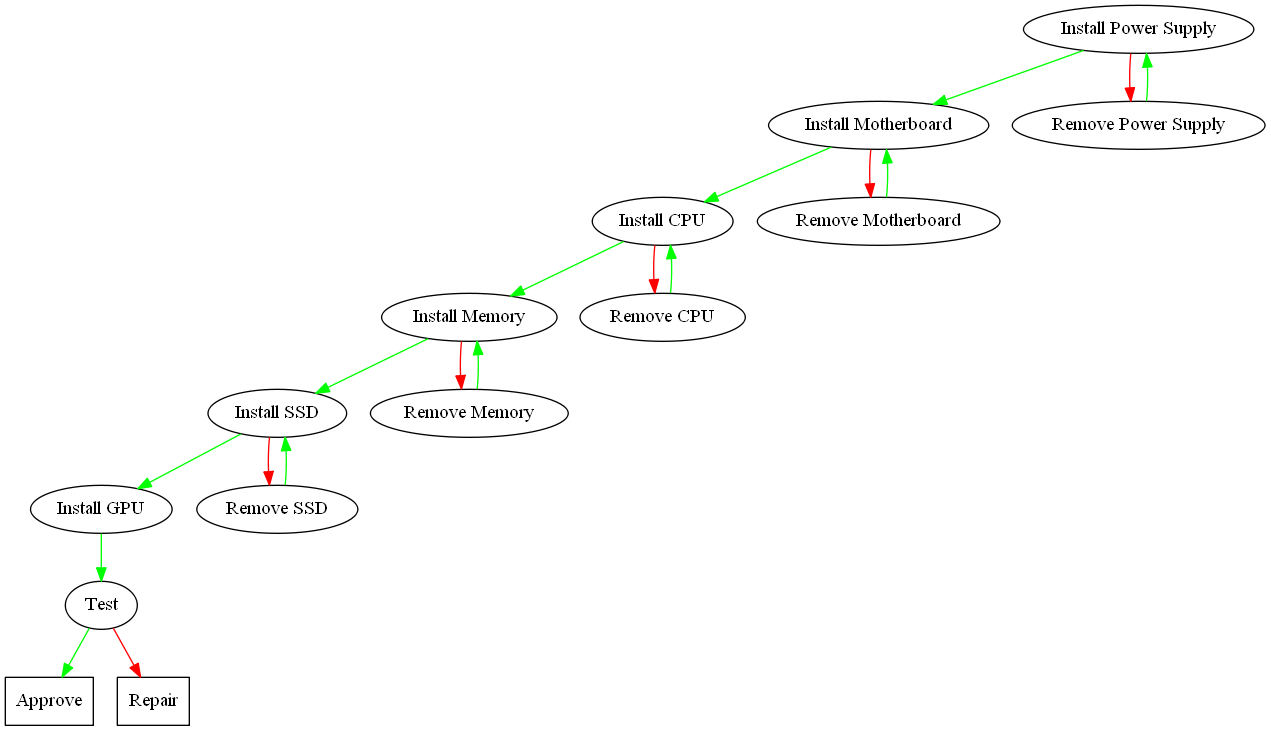 Install Power Supply
Install Motherboard
Remove Power Supply
Install CPU
Remove Motherboard
Install Memory
Remove CPU
Install SSD
Remove Memory
Install GPU
Remove SSD
Test
Approve
Repair